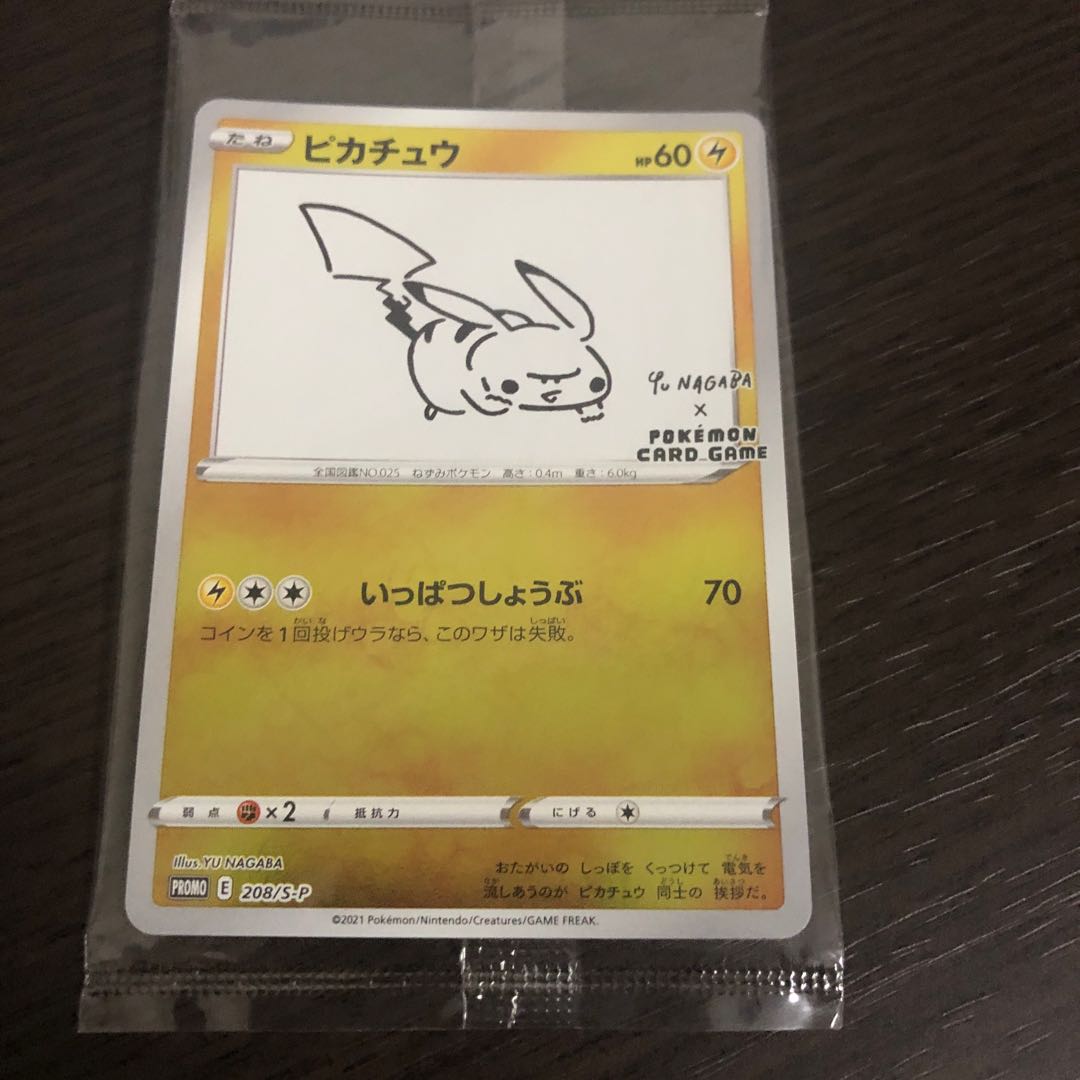 たね ピカチュウ HP60
Yu NAGABA
×
POKÉMON
CARD GAME
全国図鑑NO.025 ねずみポケモン 高さ：0.4m 重さ：6.0kg
いっぱつしょうぶ 70
コインを1回投げウラなら、このワザは失敗。
弱点 ×2 抵抗力 にげる
Illus. YU NAGABA
おたがいの しっぽを くっつけて 電気を
PROMO E 208/S-P
流しあうのが ピカチュウ 同士の 挨拶だ。
©2021 Pokémon/Nintendo/Creatures/GAME FREAK.